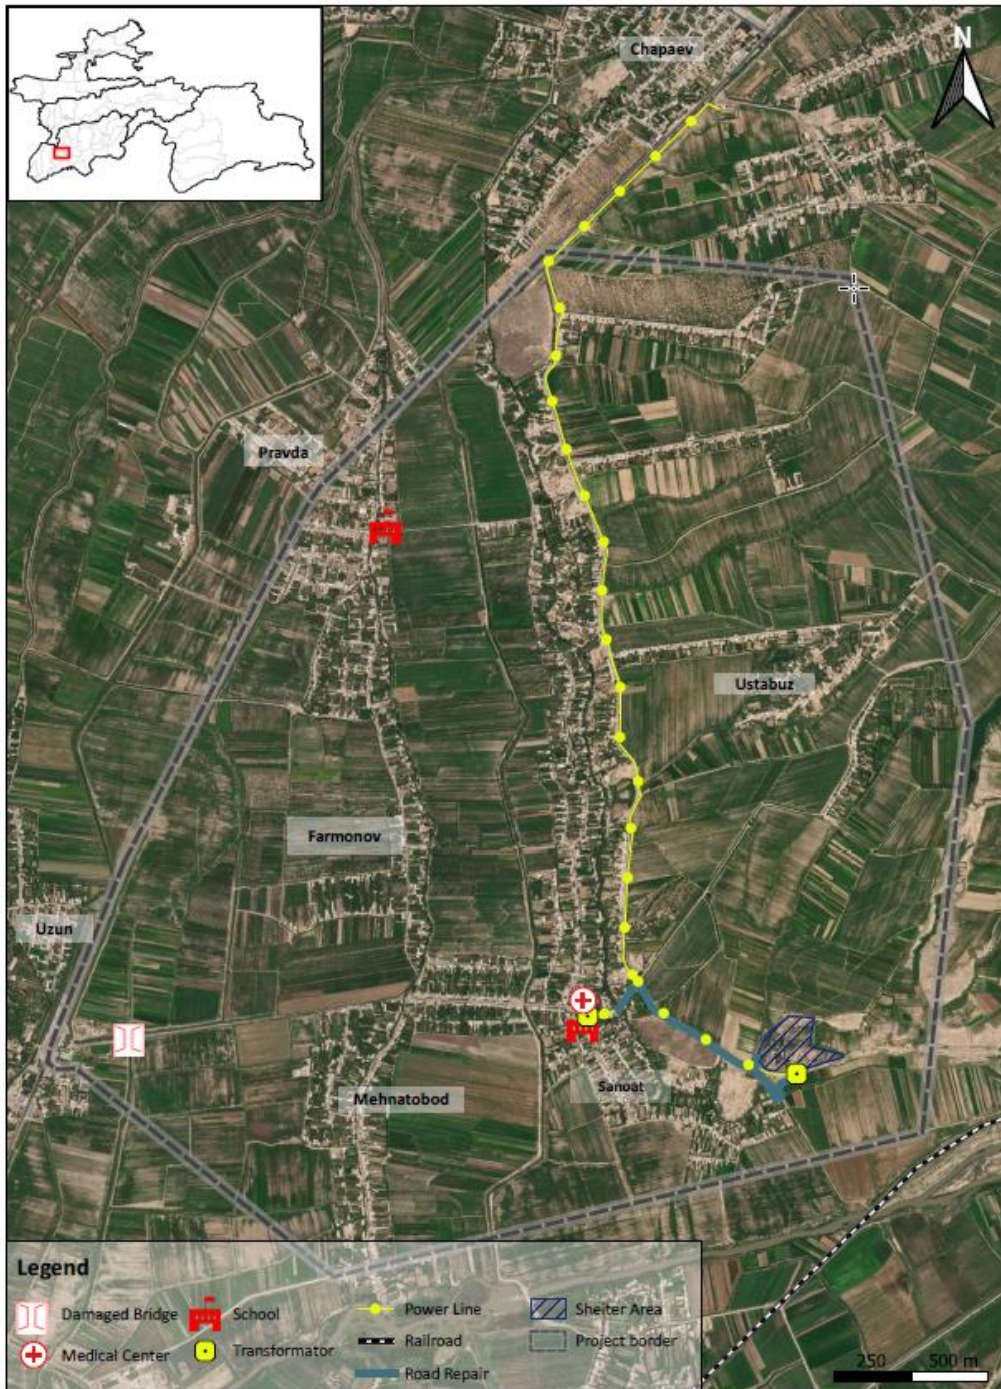 Chapaev
N
Pravda
Ustabuz
Farmonov
Uzun
Sanoat
Mehnatobod
Legend
Damaged Bridge
School
Power Line
Shelter Area
Medical Center
Transformator
Railroad
Project border
Road Repair
250 500 m